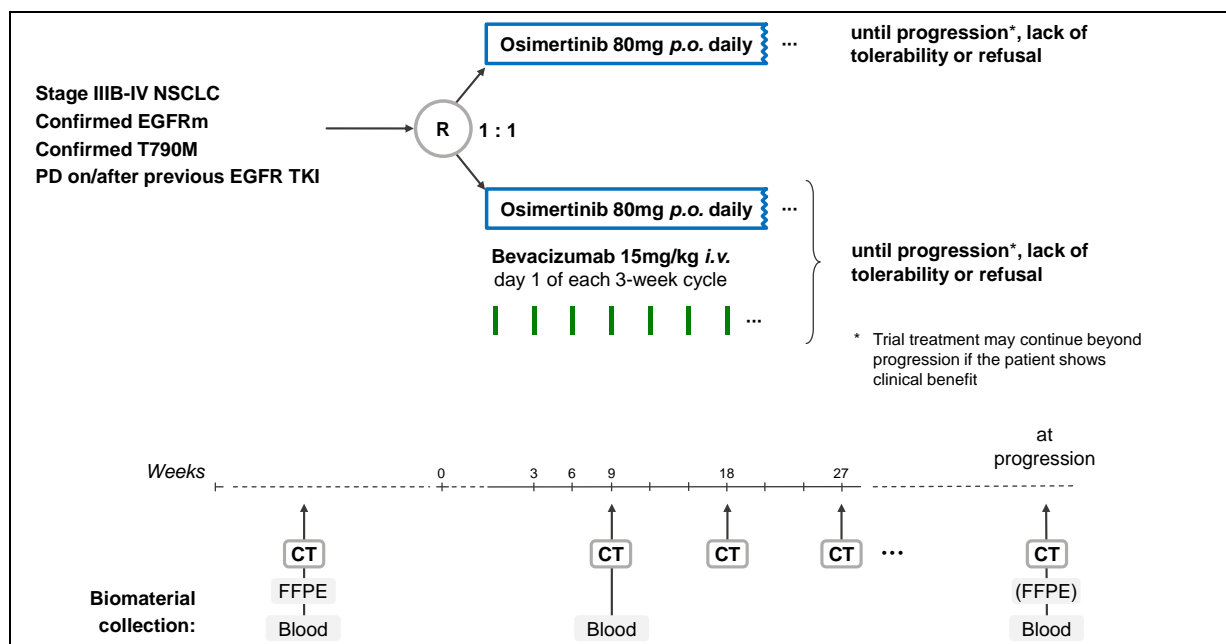 Osimertinib 80mg p.o. daily ...
until progression*, lack of
tolerability or refusal
Stage IIIB-IV NSCLC
Confirmed EGFRm
Confirmed T790M
PD on/after previous EGFR TKI
R 1 : 1
Osimertinib 80mg p.o. daily ...
Bevacizumab 15mg/kg i.v.
day 1 of each 3-week cycle
...
until progression*, lack of
tolerability or refusal
* Trial treatment may continue beyond
progression if the patient shows
clinical benefit
at
progression
Weeks 0 3 6 9 18 27
CT CT CT CT ... CT
FFPE (FFPE)
Biomaterial
collection: Blood Blood Blood